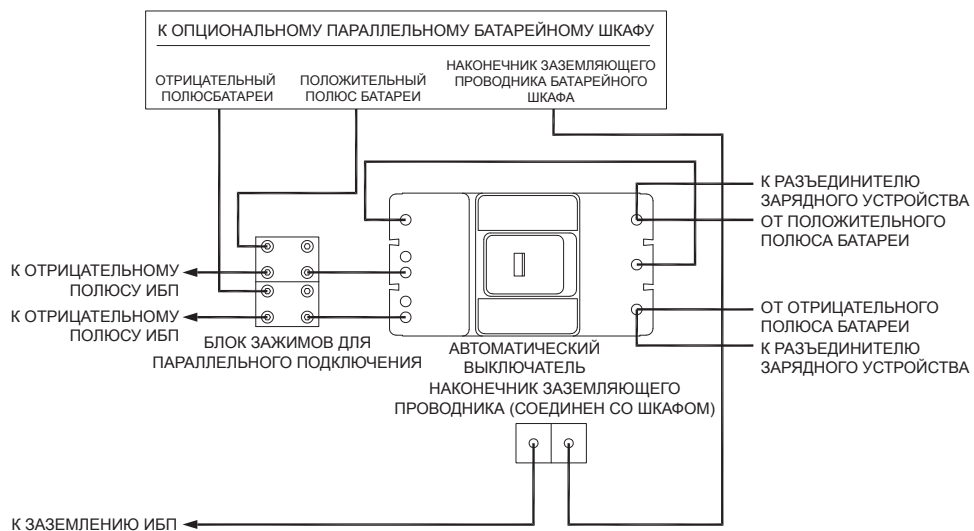 К ОПЦИОНАЛЬНОМУ ПАРАЛЛЕЛЬНОМУ БАТАРЕЙНОМУ ШКАФУ
ОТРИЦАТЕЛЬНЫЙ
ПОЛЮСБАТАРЕИ
ПОЛОЖИТЕЛЬНЫЙ
ПОЛЮС БАТАРЕИ
НАКОНЕЧНИК ЗАЗЕМЛЯЮЩЕГО
ПРОВОДНИКА БАТАРЕЙНОГО
ШКАФА
К РАЗЪЕДИНИТЕЛЮ
ЗАРЯДНОГО УСТРОЙСТВА
ОТ ПОЛОЖИТЕЛЬНОГО
ПОЛЮСА БАТАРЕИ
К ОТРИЦАТЕЛЬНОМУ
ПОЛЮСУ ИБП
К ОТРИЦАТЕЛЬНОМУ
ПОЛЮСУ ИБП
ОТ ОТРИЦАТЕЛЬНОГО
ПОЛЮСА БАТАРЕИ
К РАЗЪЕДИНИТЕЛЮ
ЗАРЯДНОГО УСТРОЙСТВА
БЛОК ЗАЖИМОВ ДЛЯ
ПАРАЛЛЕЛЬНОГО ПОДКЛЮЧЕНИЯ
АВТОМАТИЧЕСКИЙ
ВЫКЛЮЧАТЕЛЬ
НАКОНЕЧНИК ЗАЗЕМЛЯЮЩЕГО
ПРОВОДНИКА (СОЕДИНЕН СО ШКАФОМ)
К ЗАЗЕМЛЕНИЮ ИБП